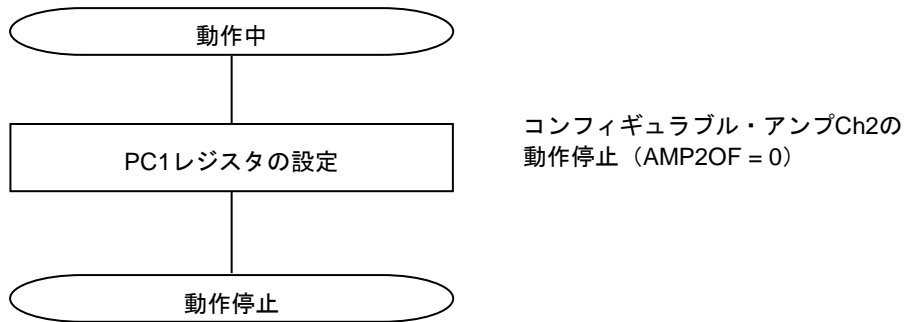 動作中
PC1レジスタの設定
コンフィギュラブル・アンプCh2の
動作停止（AMP2OF = 0）
動作停止